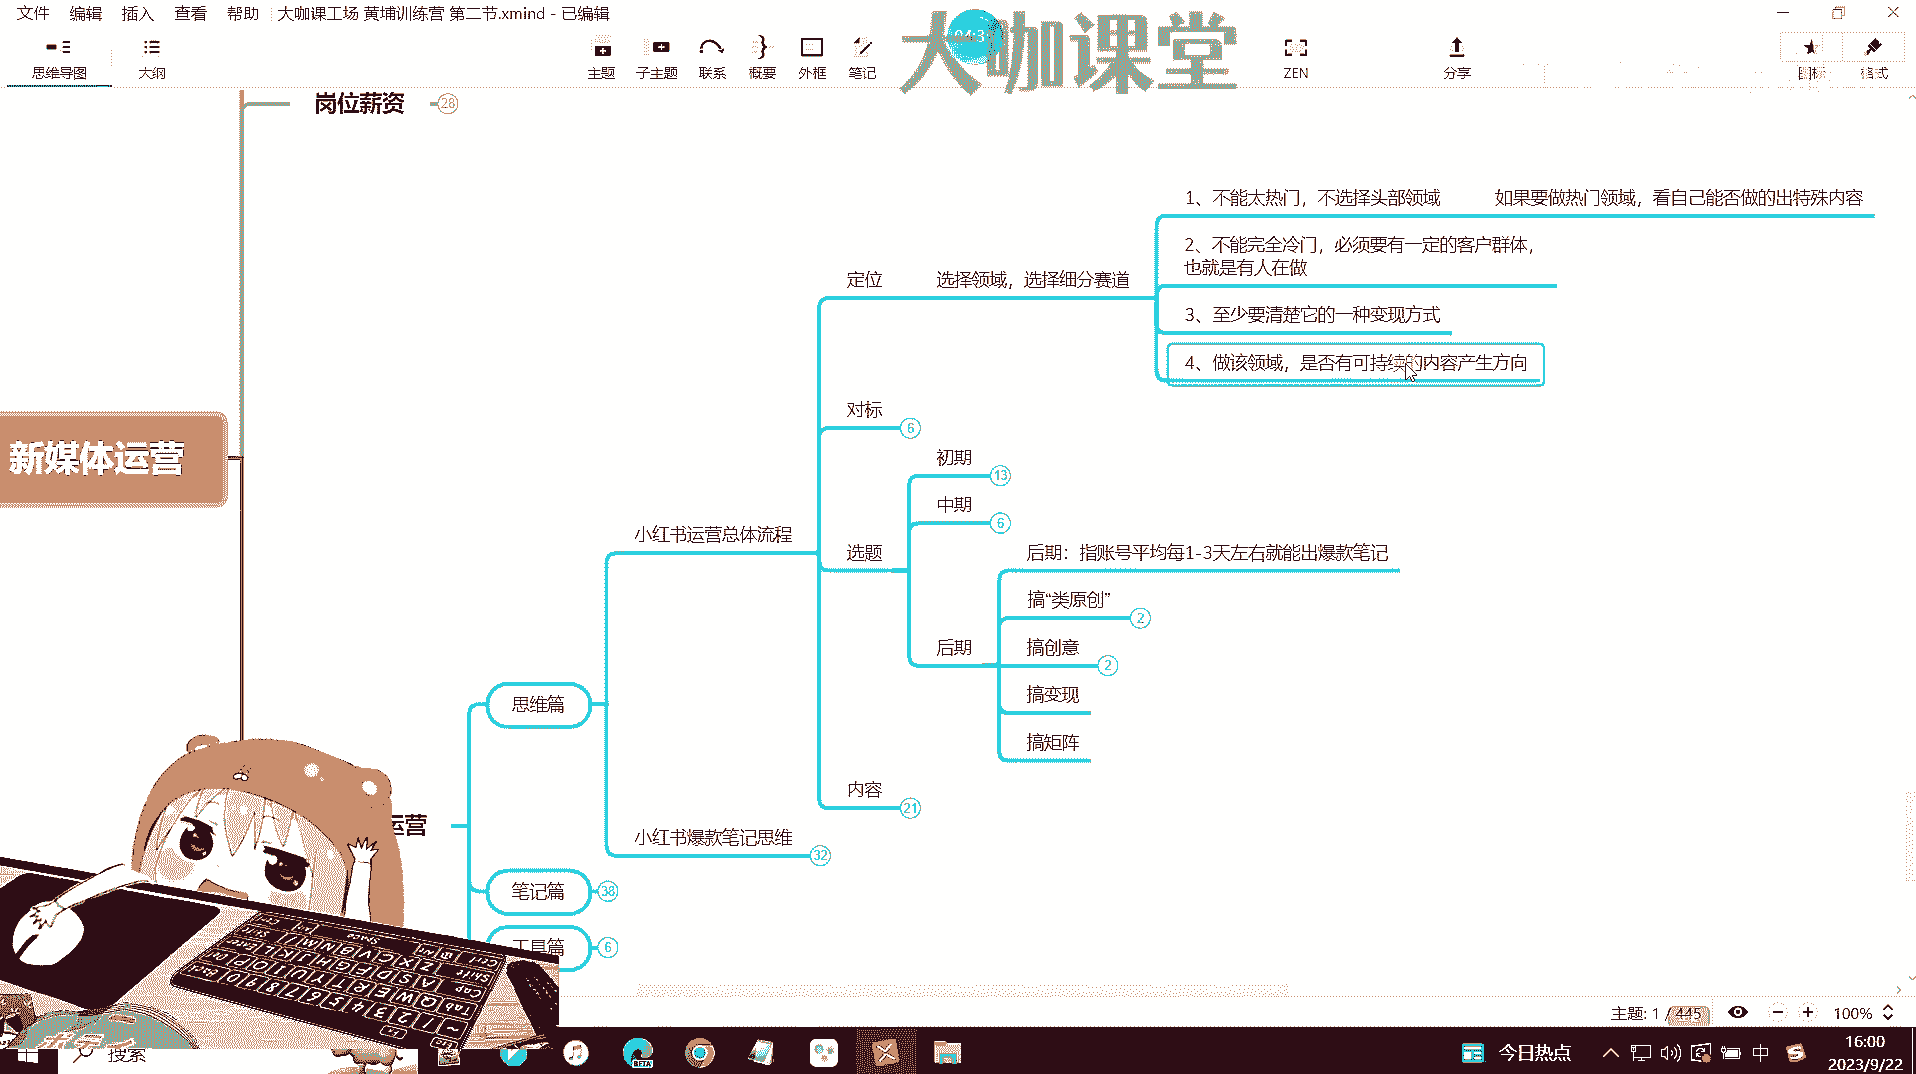 文件 编辑 插入 查看 帮助 大咖课工场 黄埔训练营 第二节.xmind - 已编辑
思维导图 大纲 主题 子主题 联系 概要 外框 笔记 ZEN 分享 图标 格式
大咖课堂
岗位薪资 28
1、不能太热门，不选择头部领域 如果要做热门领域，看自己能否做的出特殊内容
2、不能完全冷门，必须要有一定的客户群体，
也就是有人在做
定位 选择领域，选择细分赛道
3、至少要清楚它的一种变现方式
4、做该领域，是否有可持续的内容产生方向
对标 6
新媒体运营
初期 13
中期 6
小红书运营总体流程
选题
后期：指账号平均每1-3天左右就能出爆款笔记
搞“类原创” 2
后期
搞创意 2
搞变现
思维篇
搞矩阵
内容 21
运营
小红书爆款笔记思维 32
笔记篇 38
工具篇 6
主题: 1 / 445 100%
搜索
今日热点
中
16:00
2023/9/22